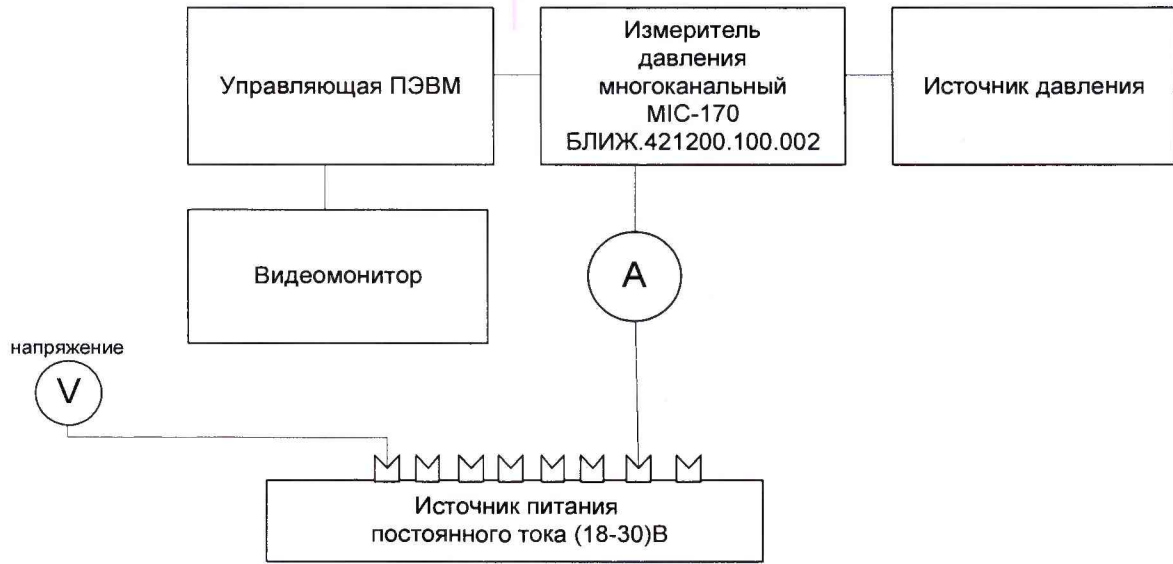 Управляющая ПЭВМ
Измеритель
давления
многоканальный
MIC-170
БЛИЖ.421200.100.002
Источник давления
Видеомонитор
A
напряжение
V
Источник питания
постоянного тока (18-30)В